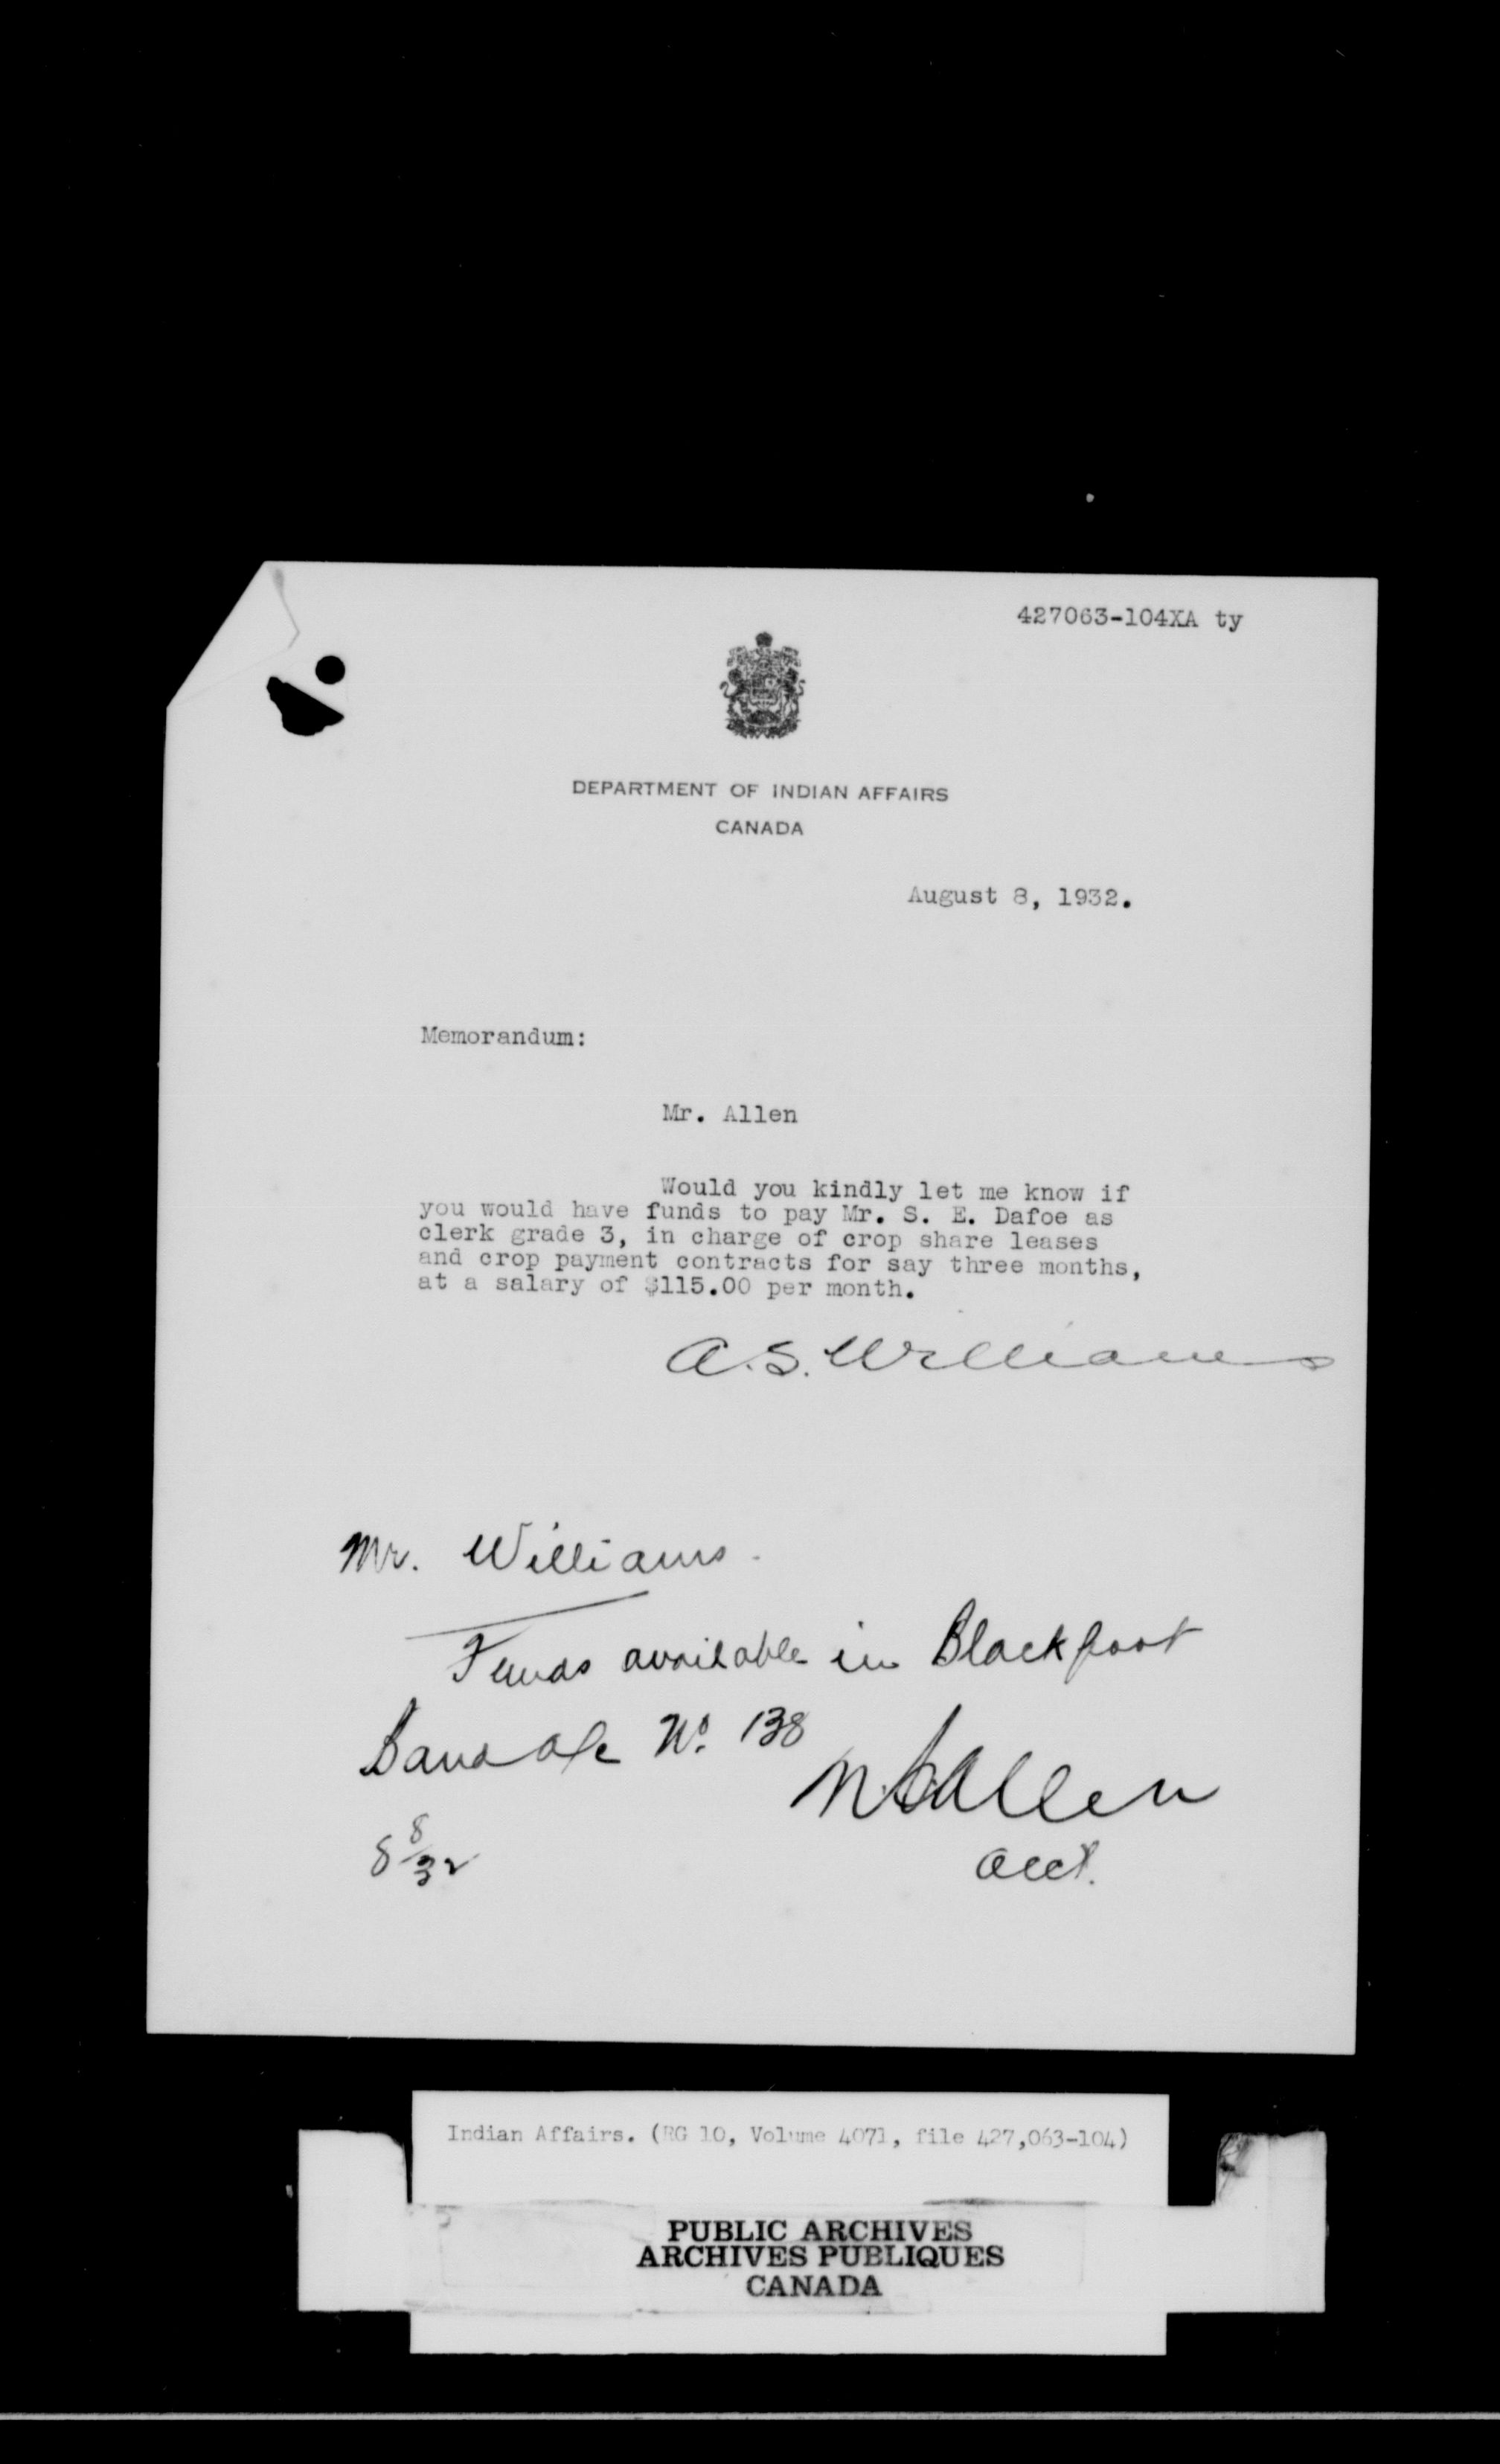 427063-104XA ty
DEPARTMENT OF INDIAN AFFAIRS
CANADA
August 8, 1932.
Memorandum:
Mr. Allen
Would you kindly let me know if
you would have funds to pay Mr. S. E. Dafoe as
clerk grade 3, in charge of crop share leases
and crop payment contracts for say three months,
at a salary of $115.00 per month.
A.S. Williams
Mr. Williams.
Funds available in Blackfoot
Band a/c No. 138
Allen
Acct.
8 8/32
Indian Affairs. (RG 10, Volume 4071, file 427,063-104)
PUBLIC ARCHIVES
ARCHIVES PUBLIQUES
CANADA